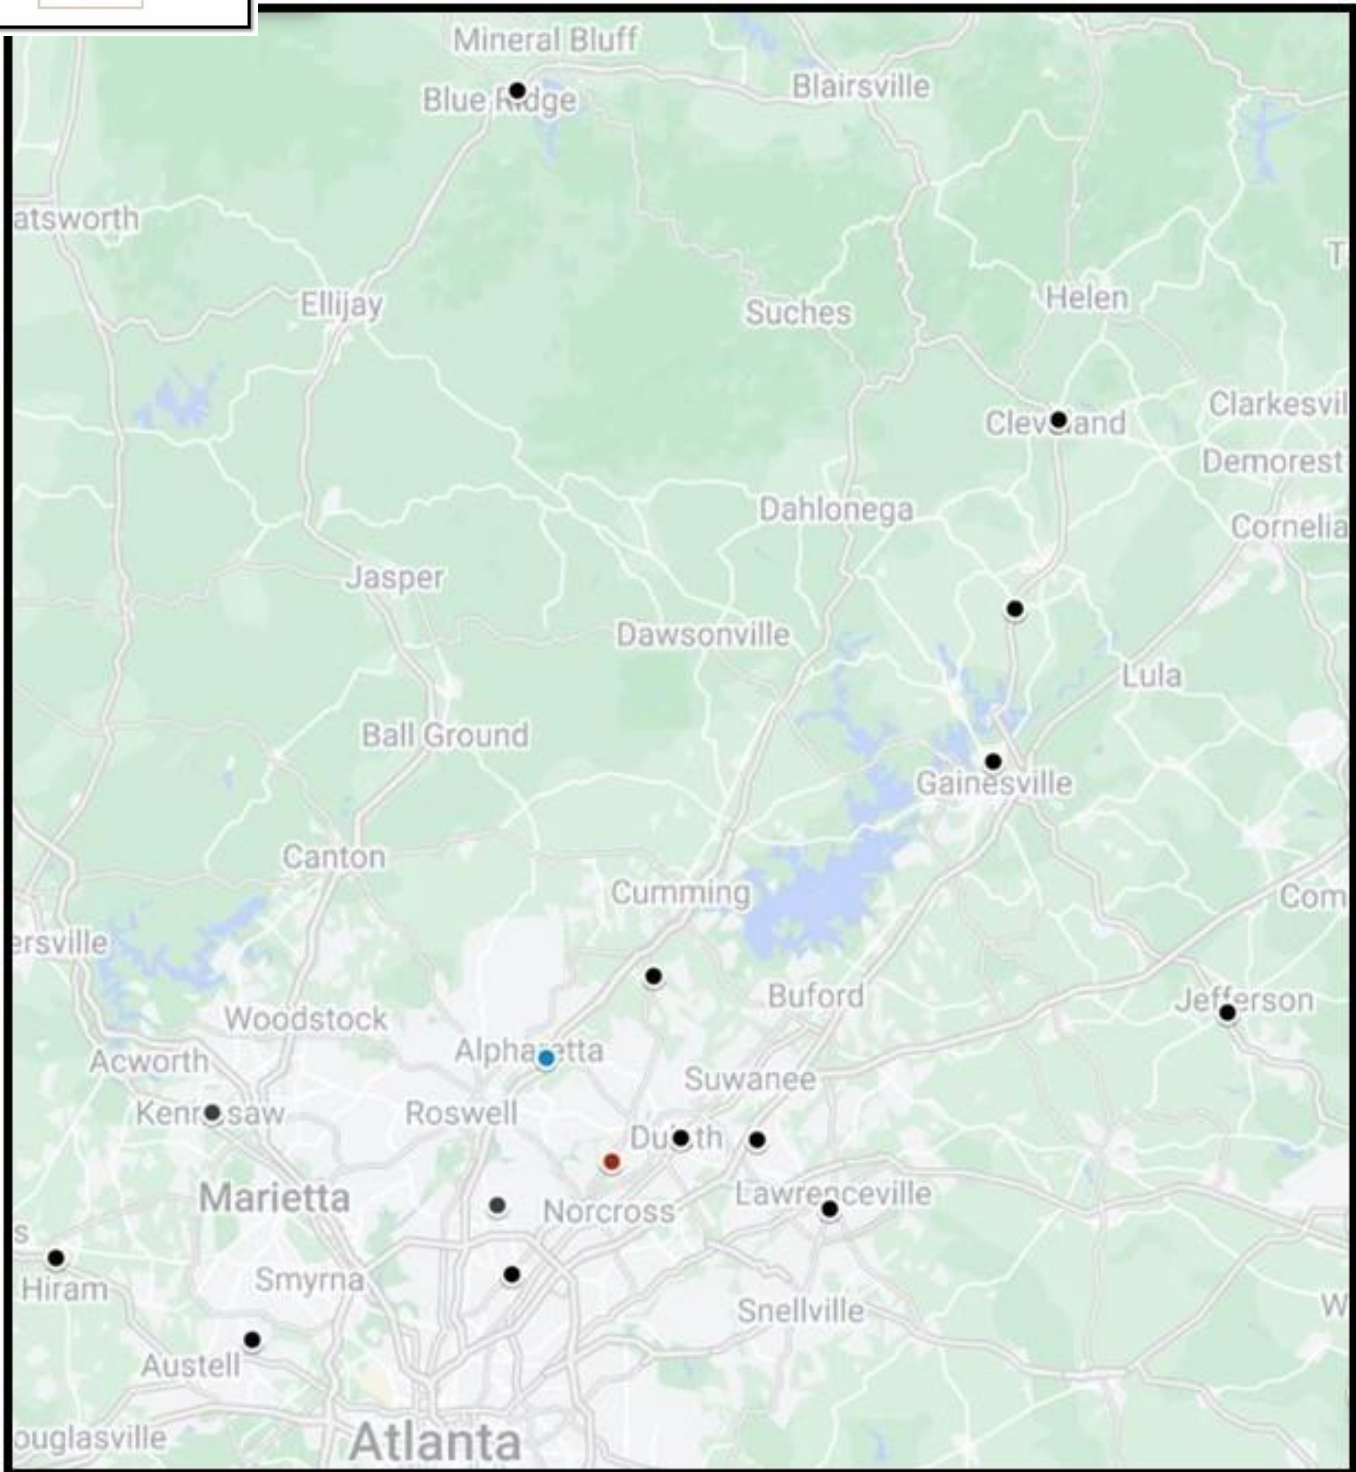 Mineral Bluff
Blairsville
Blue Ridge
atsworth
T
Helen
Ellijay
Suches
Clarkesvil
Cleveland
Demorest
Dahlonega
Cornelia
Jasper
Dawsonville
Lula
Ball Ground
Gainesville
Canton
Cumming
Com
ersville
Buford
Jefferson
Woodstock
Alpharetta
Acworth
Suwanee
Kennesaw
Roswell
Duluth
Marietta
Lawrenceville
Norcross
s
Smyrna
Hiram
W
Snellville
Austell
ouglasville
Atlanta